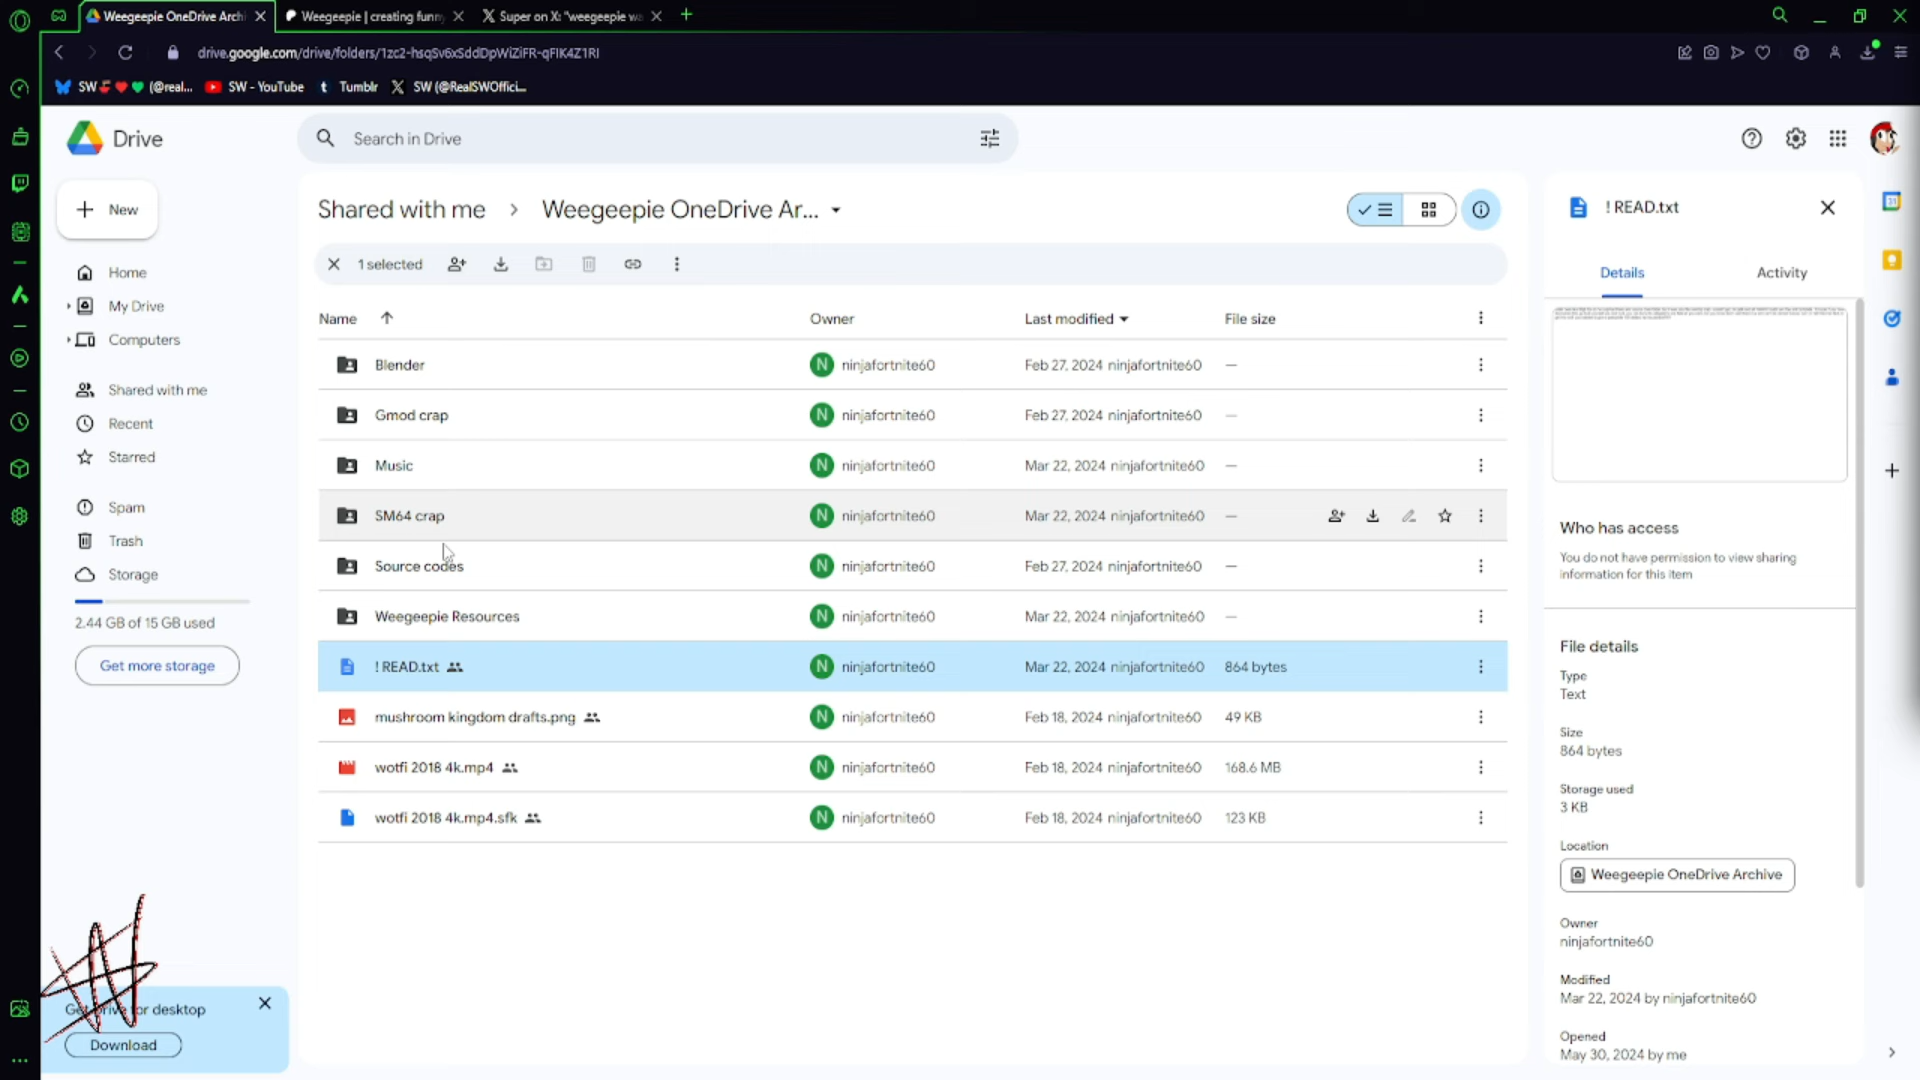 Weegeepie OneDrive Archi
Weegeepie | creating funny
Super on X: "weegeepie wa
drive.google.com/drive/folders/1zc2-hsqSv6xSddDpWiZiFR-qFIK4Z1RI
SW (@real...
SW - YouTube
Tumblr
SW (@RealSWOffici...
Drive
Search in Drive
New
Home
My Drive
Computers
Shared with me
Recent
Starred
Spam
Trash
Storage
2.44 GB of 15 GB used
Get more storage
Get Drive for desktop
Download
Shared with me
Weegeepie OneDrive Ar...
1 selected
Name Owner Last modified File size
Blender N ninjafortnite60 Feb 27, 2024 ninjafortnite60 —
Gmod crap N ninjafortnite60 Feb 27, 2024 ninjafortnite60 —
Music N ninjafortnite60 Mar 22, 2024 ninjafortnite60 —
SM64 crap N ninjafortnite60 Mar 22, 2024 ninjafortnite60 —
Source codes N ninjafortnite60 Feb 27, 2024 ninjafortnite60 —
Weegeepie Resources N ninjafortnite60 Mar 22, 2024 ninjafortnite60 —
! READ.txt N ninjafortnite60 Mar 22, 2024 ninjafortnite60 864 bytes
mushroom kingdom drafts.png N ninjafortnite60 Feb 18, 2024 ninjafortnite60 49 KB
wotfi 2018 4k.mp4 N ninjafortnite60 Feb 18, 2024 ninjafortnite60 168.6 MB
wotfi 2018 4k.mp4.sfk N ninjafortnite60 Feb 18, 2024 ninjafortnite60 123 KB
! READ.txt
Details
Activity
Who has access
You do not have permission to view sharing
information for this item
File details
Type
Text
Size
864 bytes
Storage used
3 KB
Location
Weegeepie OneDrive Archive
Owner
ninjafortnite60
Modified
Mar 22, 2024 by ninjafortnite60
Opened
May 30, 2024 by me